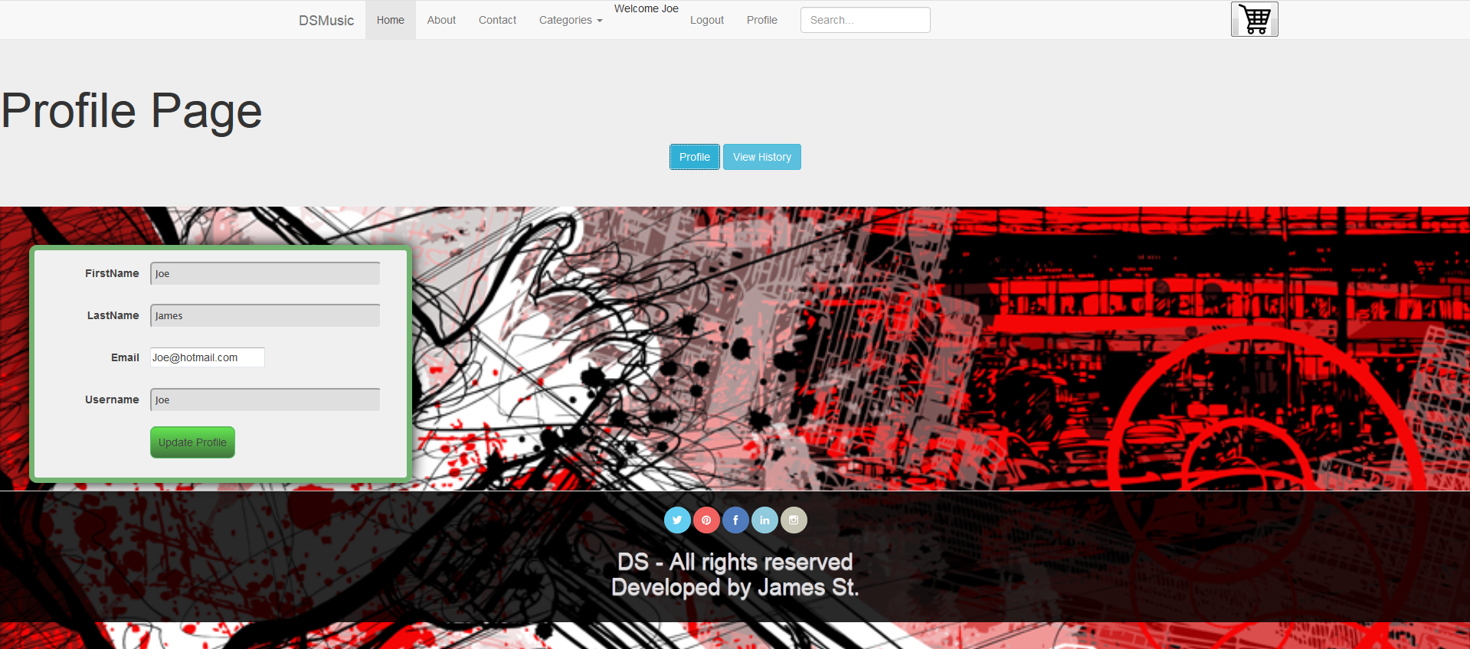 DSMusic Home About Contact Categories Welcome Joe Logout Profile Search...
Profile Page
Profile View History
FirstName Joe
LastName James
Email Joe@hotmail.com
Username Joe
Update Profile
DS - All rights reserved
Developed by James St.